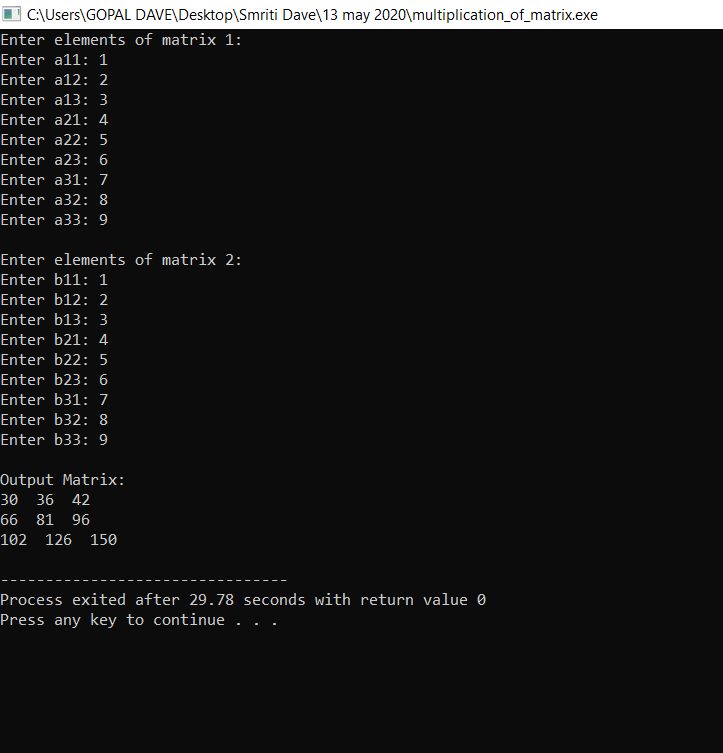 C:\Users\GOPAL DAVE\Desktop\Smriti Dave\13 may 2020\multiplication_of_matrix.exe
Enter elements of matrix 1:
Enter a11: 1
Enter a12: 2
Enter a13: 3
Enter a21: 4
Enter a22: 5
Enter a23: 6
Enter a31: 7
Enter a32: 8
Enter a33: 9
Enter elements of matrix 2:
Enter b11: 1
Enter b12: 2
Enter b13: 3
Enter b21: 4
Enter b22: 5
Enter b23: 6
Enter b31: 7
Enter b32: 8
Enter b33: 9
Output Matrix:
30  36  42
66  81  96
102  126  150
--------------------------------
Process exited after 29.78 seconds with return value 0
Press any key to continue . . .